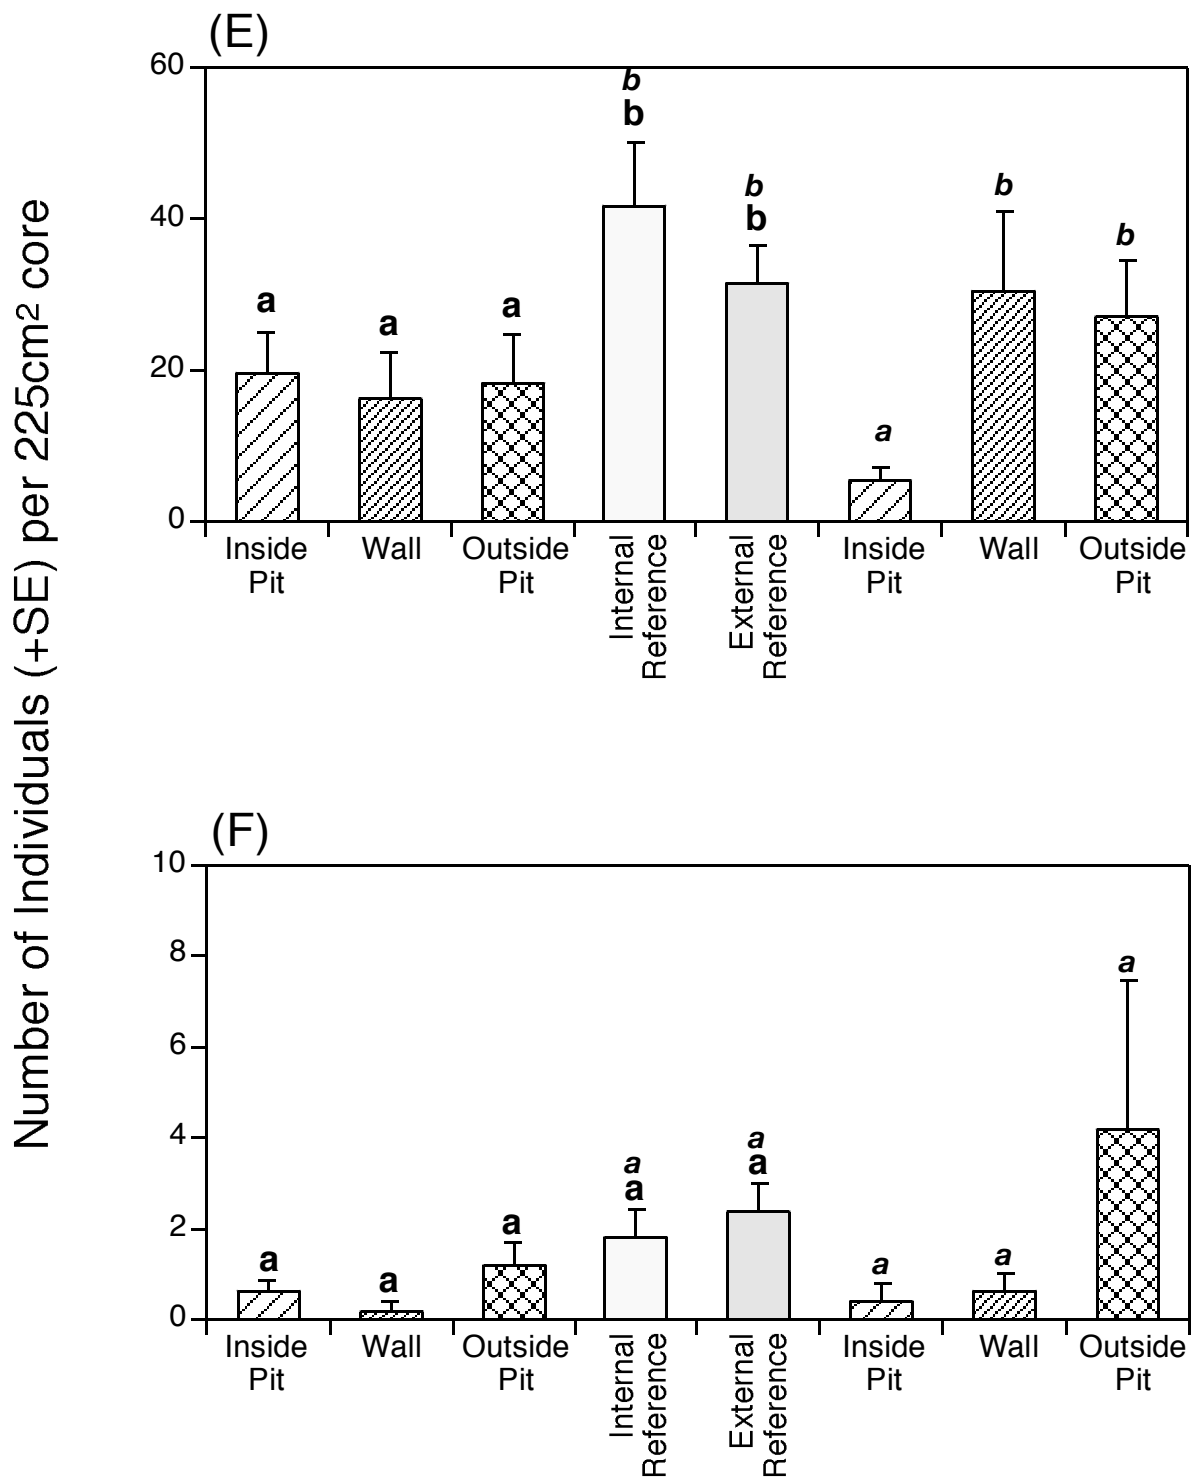 Number of Individuals (+SE) per 225cm² core
(E)
60
40
20
0
a
a
a
b
b
b
b
a
b
b
Inside
Pit
Wall
Outside
Pit
Internal
Reference
External
Reference
Inside
Pit
Wall
Outside
Pit
(F)
10
8
6
4
2
0
a
a
a
a
a
a
a
a
a
a
Inside
Pit
Wall
Outside
Pit
Internal
Reference
External
Reference
Inside
Pit
Wall
Outside
Pit